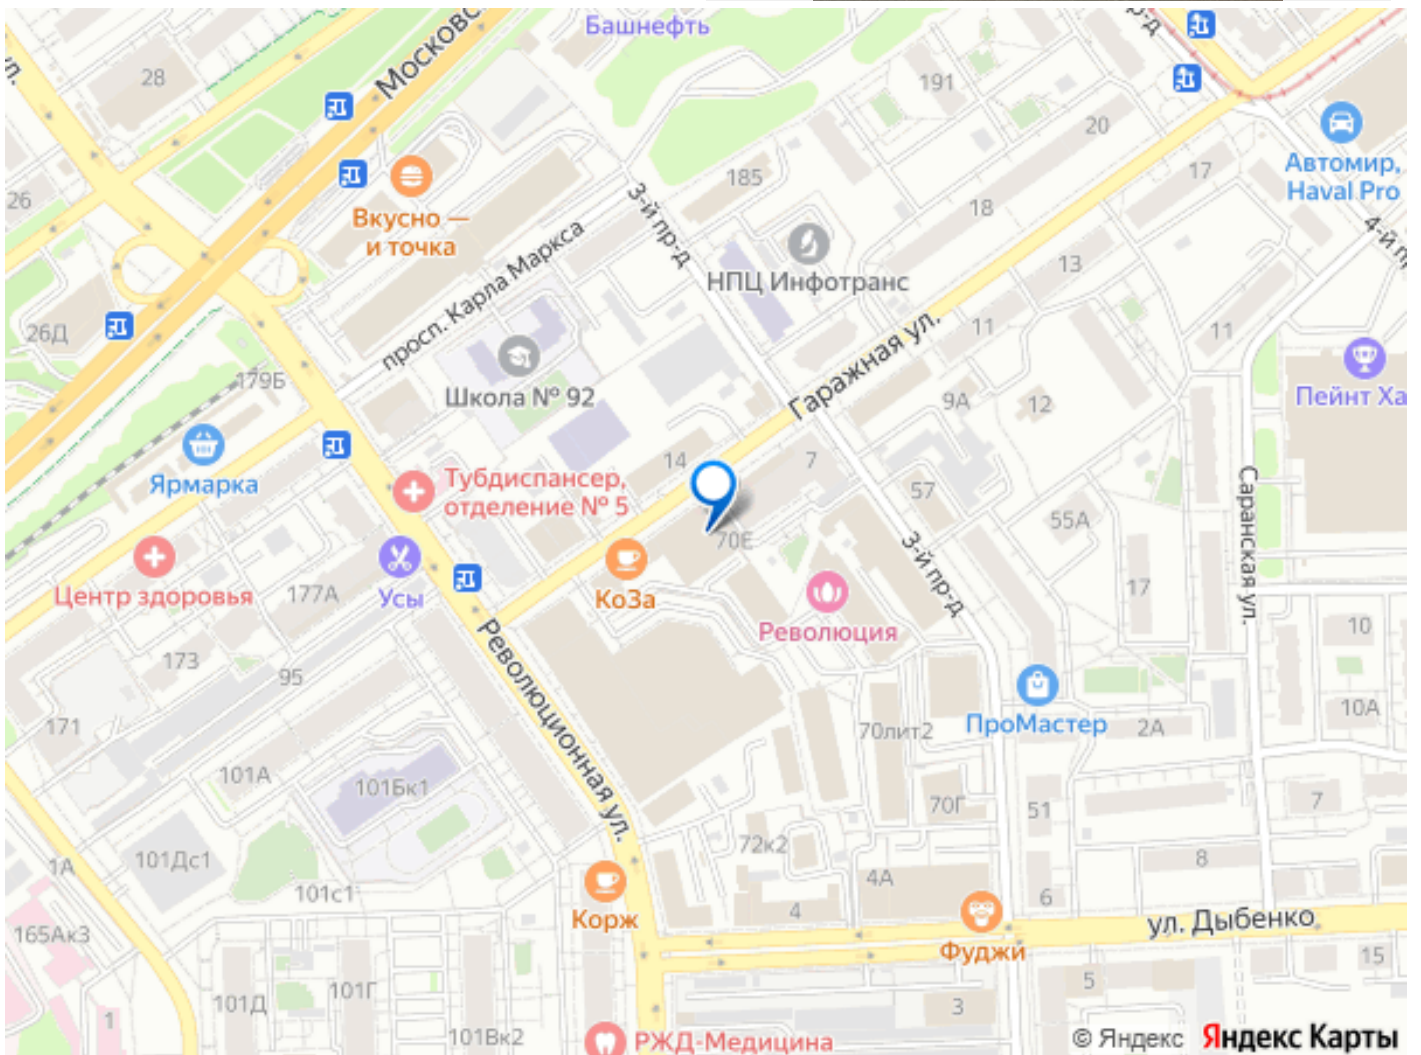 Башнефть
Московс
р-д
ул.
28
191
20
Автомир,
Haval Pro
17
185
18
3-й пр-д
4-й пр
26
Вкусно —
и точка
просп. Карла Маркса
НПЦ Инфотранс
13
26Д
11
11
Гаражная ул.
Школа № 92
179Б
Пейнт Ха
9А
12
Ярмарка
Тубдиспансер,
отделение № 5
14
7
57
55А
Саранская ул.
70Е
3-й пр-д
17
Центр здоровья
177А
Усы
КоЗа
Революция
10
173
95
Революционная ул.
171
70лит2
ПроМастер
2А
10А
101А
101Бк1
70Г
51
7
1А
101Дс1
101с1
72к2
4А
8
6
4
Корж
Фуджи
ул. Дыбенко
165Ак3
15
101Д
101Г
5
3
1
101Вк2
РЖД-Медицина
© Яндекс Яндекс Карты